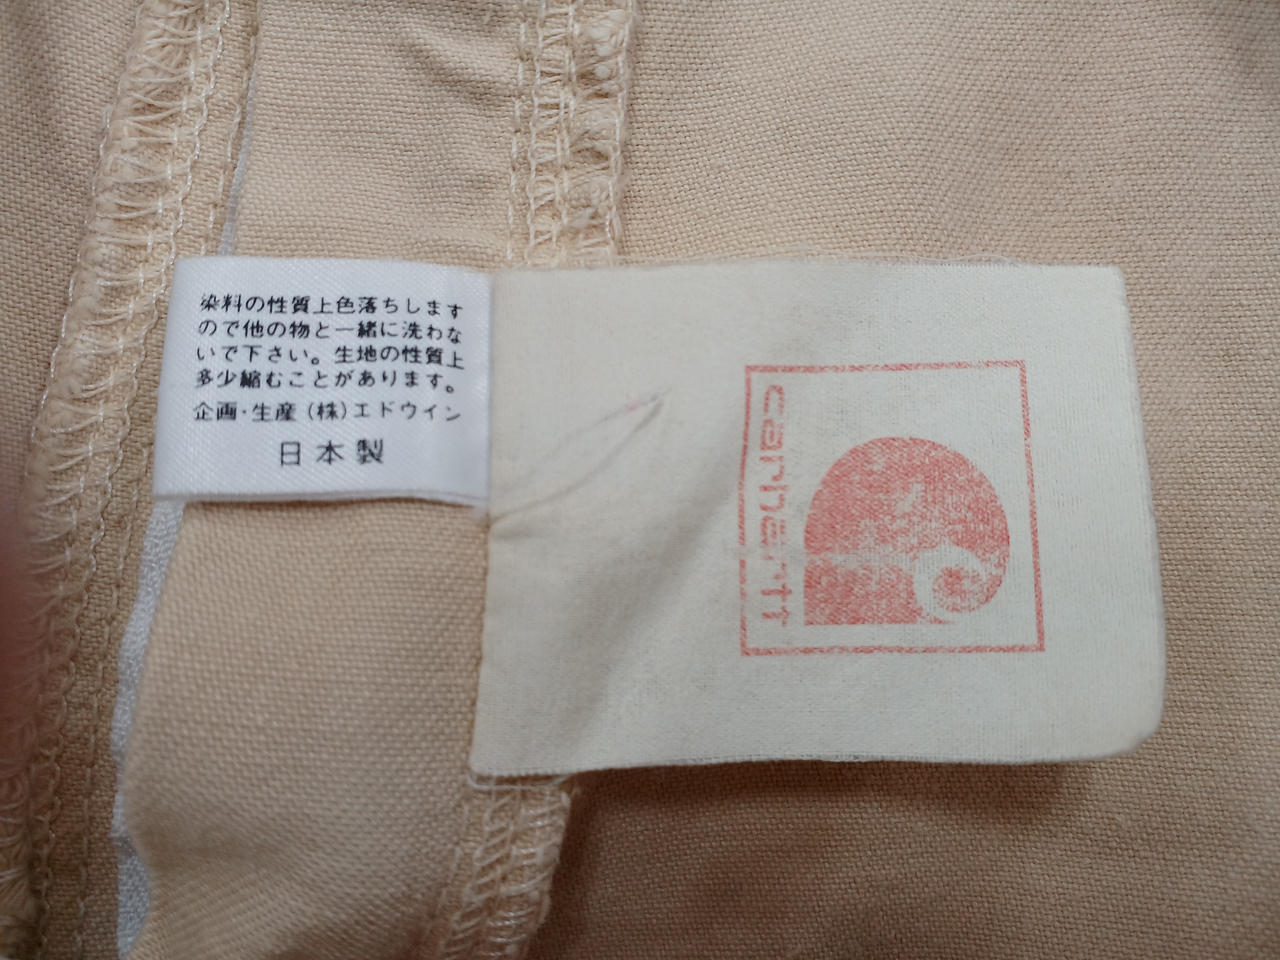 染料の性質上色落ちします
ので他の物と一緒に洗わな
いで下さい。生地の性質上
多少縮むことがあります。
企画・生産(株)エドウイン
日本製
carhartt